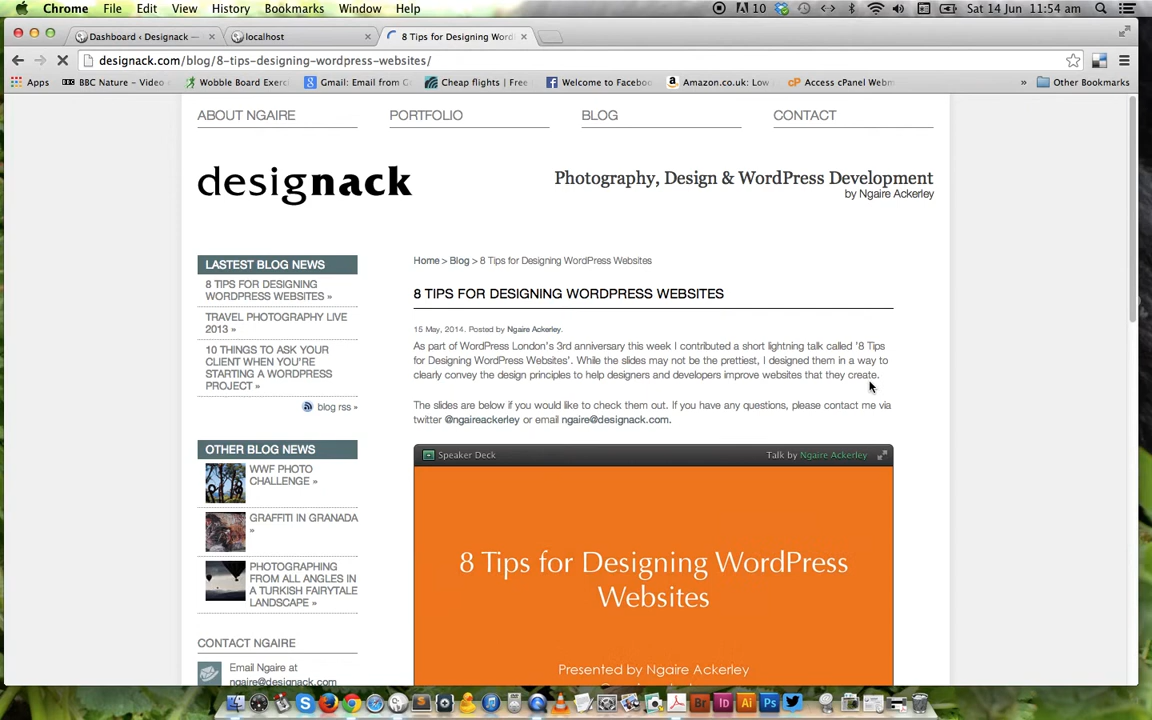 Chrome File Edit View History Bookmarks Window Help
10
Sat 14 Jun 11:54 am
Dashboard ‹ Designack —
localhost
8 Tips for Designing Word
designack.com/blog/8-tips-designing-wordpress-websites/
Apps
BBC Nature – Video
Wobble Board Exerci
Gmail: Email from G
Cheap flights | Free
Welcome to Facebo
Amazon.co.uk: Low
Access cPanel Webm
»
Other Bookmarks
ABOUT NGAIRE
PORTFOLIO
BLOG
CONTACT
designack
Photography, Design & WordPress Development
by Ngaire Ackerley
LASTEST BLOG NEWS
8 TIPS FOR DESIGNING
WORDPRESS WEBSITES »
TRAVEL PHOTOGRAPHY LIVE
2013 »
10 THINGS TO ASK YOUR
CLIENT WHEN YOU'RE
STARTING A WORDPRESS
PROJECT »
blog rss »
OTHER BLOG NEWS
WWF PHOTO
CHALLENGE »
GRAFFITI IN GRANADA
»
PHOTOGRAPHING
FROM ALL ANGLES IN
A TURKISH FAIRYTALE
LANDSCAPE »
CONTACT NGAIRE
Email Ngaire at
ngaire@designack.com
Home > Blog > 8 Tips for Designing WordPress Websites
8 TIPS FOR DESIGNING WORDPRESS WEBSITES
15 May, 2014. Posted by Ngaire Ackerley.
As part of WordPress London's 3rd anniversary this week I contributed a short lightning talk called '8 Tips
for Designing WordPress Websites'. While the slides may not be the prettiest, I designed them in a way to
clearly convey the design principles to help designers and developers improve websites that they create.
The slides are below if you would like to check them out. If you have any questions, please contact me via
twitter @ngaireackerley or email ngaire@designack.com.
Speaker Deck
Talk by Ngaire Ackerley
8 Tips for Designing WordPress
Websites
Presented by Ngaire Ackerley
Br Id Ai Ps